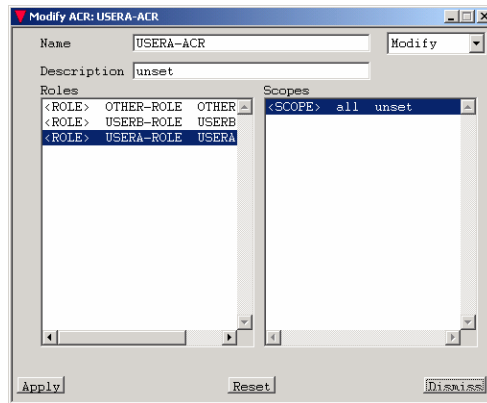 Modify ACR: USERA-ACR
Name USERA-ACR Modify
Description unset
Roles Scopes
<ROLE> OTHER-ROLE OTHER <SCOPE> all unset
<ROLE> USERB-ROLE USERB
<ROLE> USERA-ROLE USERA
Apply Reset Dismiss